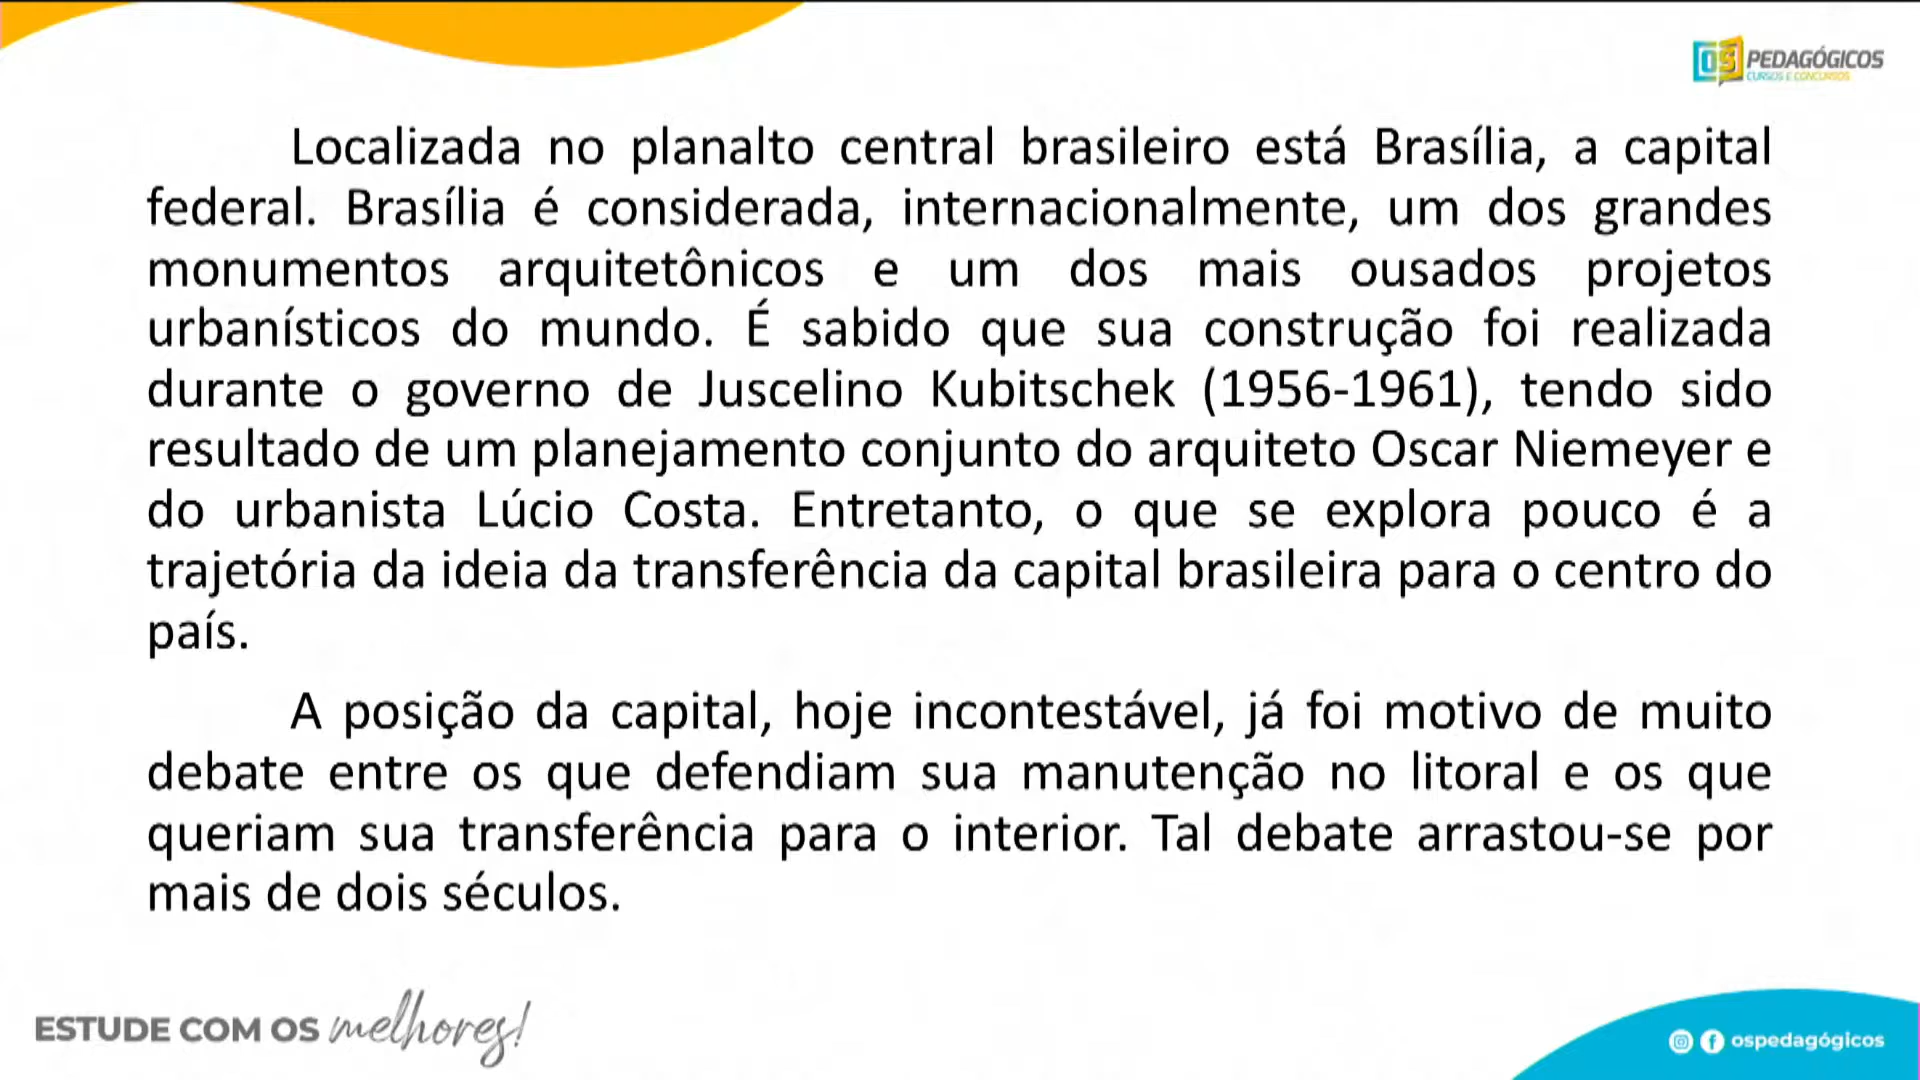 OS PEDAGÓGICOS
CURSOS E CONCURSOS
Localizada no planalto central brasileiro está Brasília, a capital
federal. Brasília é considerada, internacionalmente, um dos grandes
monumentos arquitetônicos e um dos mais ousados projetos
urbanísticos do mundo. É sabido que sua construção foi realizada
durante o governo de Juscelino Kubitschek (1956-1961), tendo sido
resultado de um planejamento conjunto do arquiteto Oscar Niemeyer e
do urbanista Lúcio Costa. Entretanto, o que se explora pouco é a
trajetória da ideia da transferência da capital brasileira para o centro do
país.
A posição da capital, hoje incontestável, já foi motivo de muito
debate entre os que defendiam sua manutenção no litoral e os que
queriam sua transferência para o interior. Tal debate arrastou-se por
mais de dois séculos.
ESTUDE COM OS melhores!
ospedagógicos